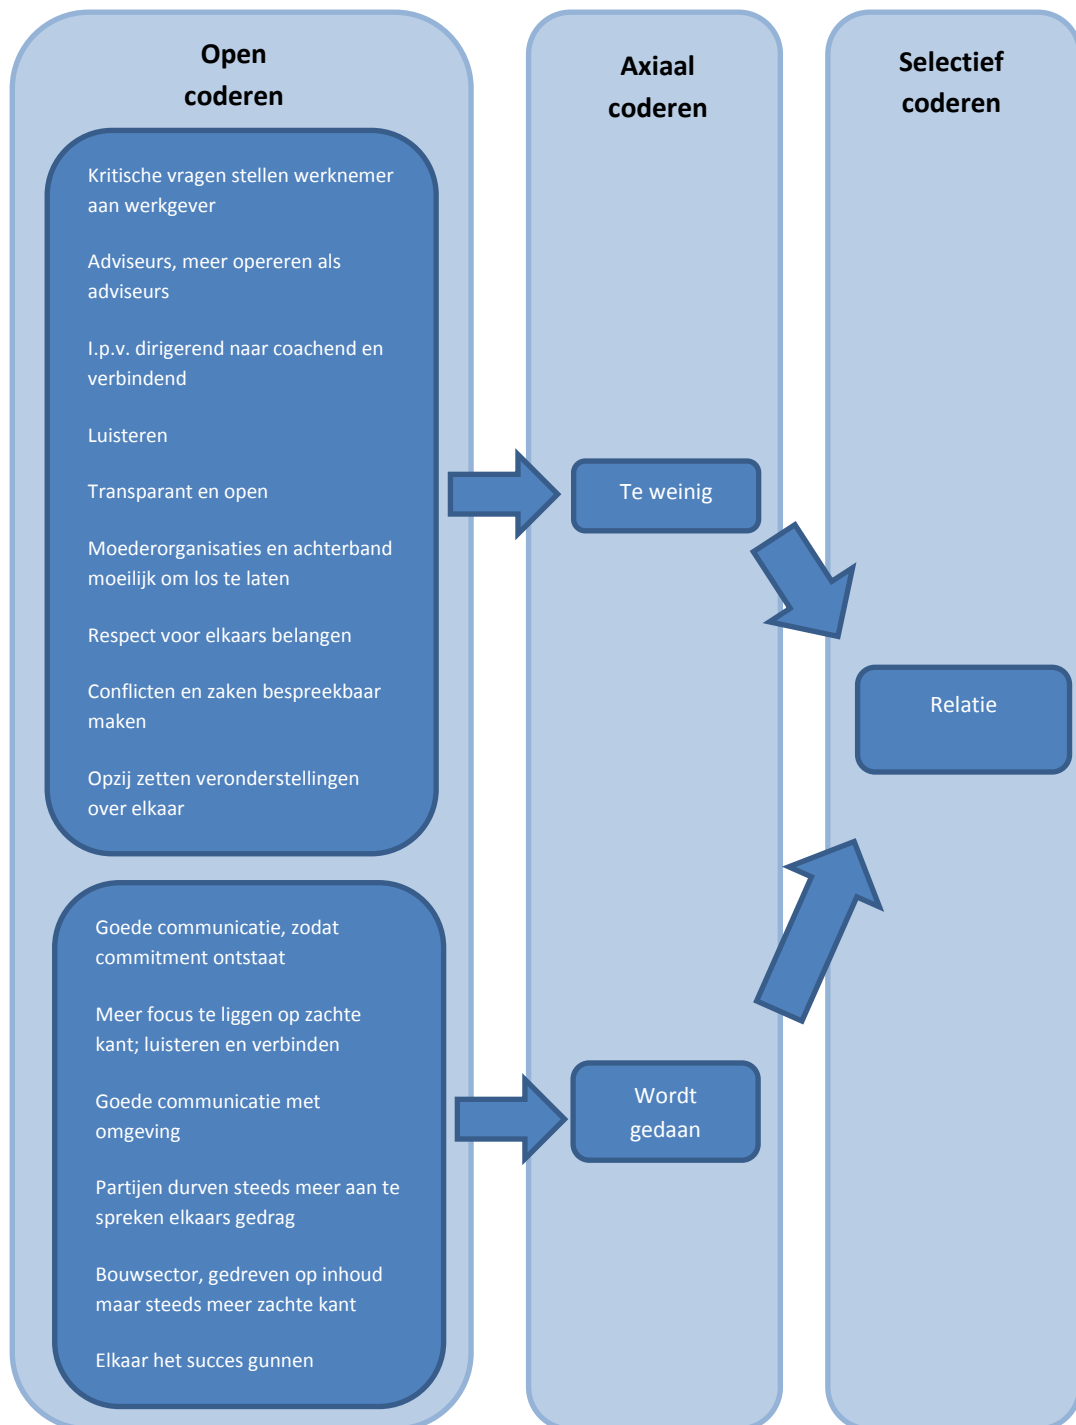 Open
coderen
Kritische vragen stellen werknemer
aan werkgever
Adviseurs, meer opereren als
adviseurs
I.p.v. dirigerend naar coachend en
verbindend
Luisteren
Transparant en open
Moederorganisaties en achterband
moeilijk om los te laten
Respect voor elkaars belangen
Conflicten en zaken bespreekbaar
maken
Opzij zetten veronderstellingen
over elkaar
Goede communicatie, zodat
commitment ontstaat
Meer focus te liggen op zachte
kant; luisteren en verbinden
Goede communicatie met
omgeving
Partijen durven steeds meer aan te
spreken elkaars gedrag
Bouwsector, gedreven op inhoud
maar steeds meer zachte kant
Elkaar het succes gunnen
Axiaal
coderen
Te weinig
Wordt
gedaan
Selectief
coderen
Relatie